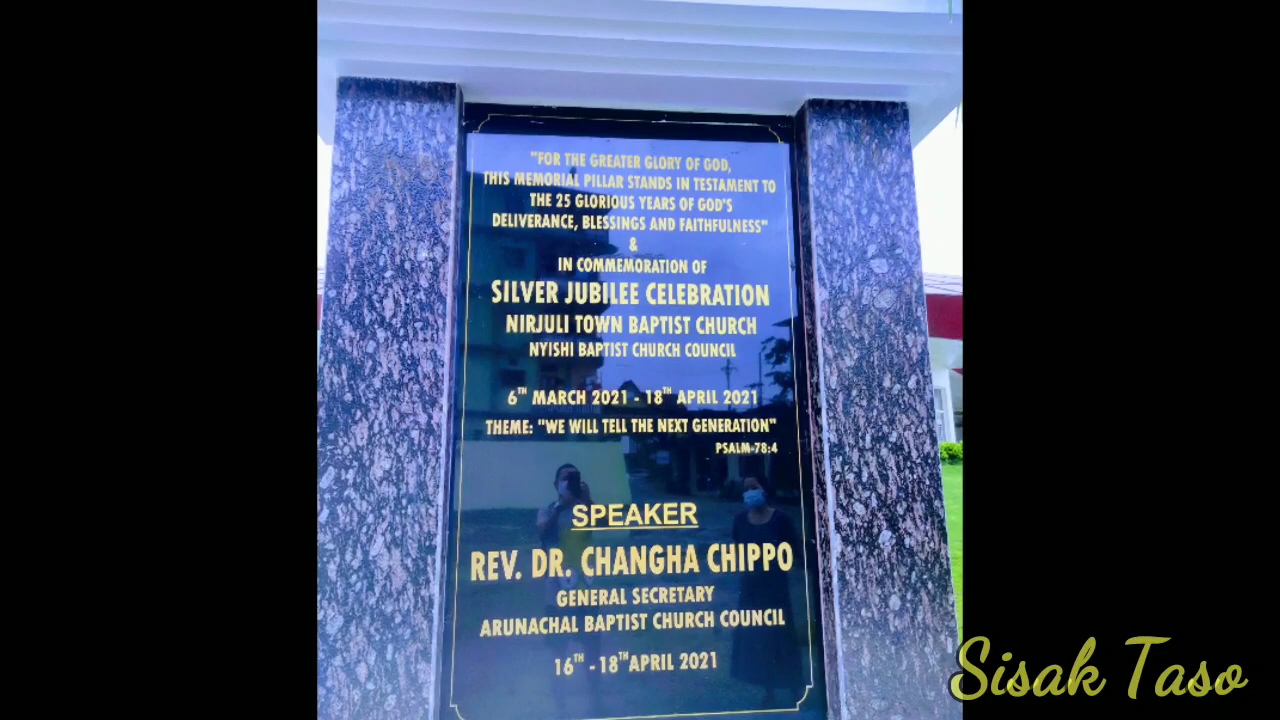 "FOR THE GREATER GLORY OF GOD,
THIS MEMORIAL PILLAR STANDS IN TESTAMENT TO
THE 25 GLORIOUS YEARS OF GOD'S
DELIVERANCE, BLESSINGS AND FAITHFULNESS"
&
IN COMMEMORATION OF
SILVER JUBILEE CELEBRATION
NIRJULI TOWN BAPTIST CHURCH
NYISHI BAPTIST CHURCH COUNCIL
6TH MARCH 2021 - 18TH APRIL 2021
THEME: "WE WILL TELL THE NEXT GENERATION"
PSALM-78:4
SPEAKER
REV. DR. CHANGHA CHIPPO
GENERAL SECRETARY
ARUNACHAL BAPTIST CHURCH COUNCIL
16TH - 18TH APRIL 2021
Sisak Taso